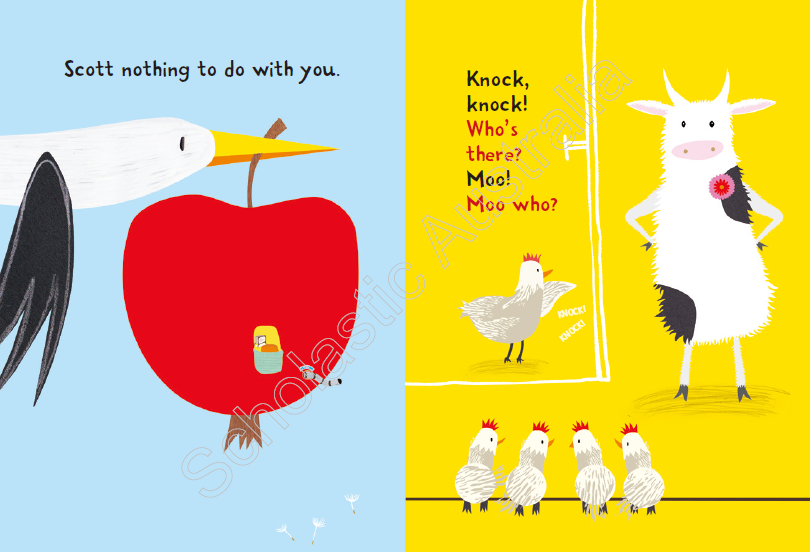 Scott nothing to do with you.
Knock,
knock!
Who's
there?
Moo!
Moo who?
KNOCK!
KNOCK!
Scholastic Australia